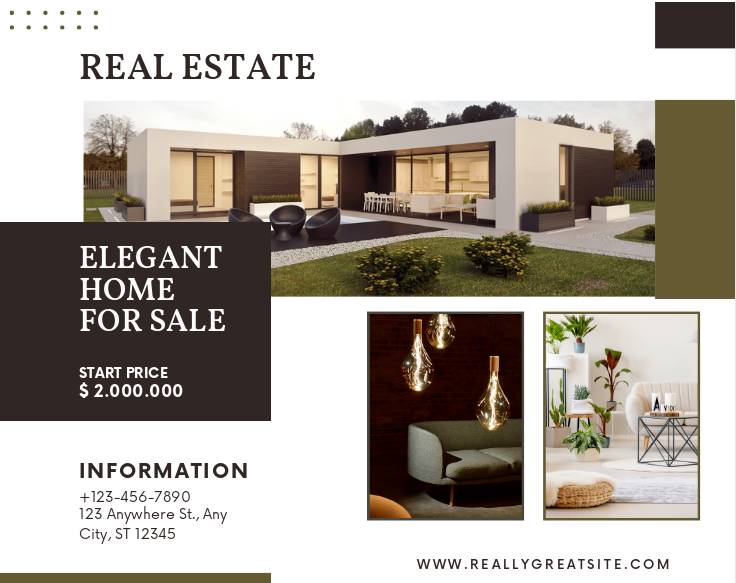 REAL ESTATE
ELEGANT
HOME
FOR SALE
START PRICE
$ 2.000.000
INFORMATION
+123-456-7890
123 Anywhere St., Any
City, ST 12345
WWW.REALLYGREATSITE.COM